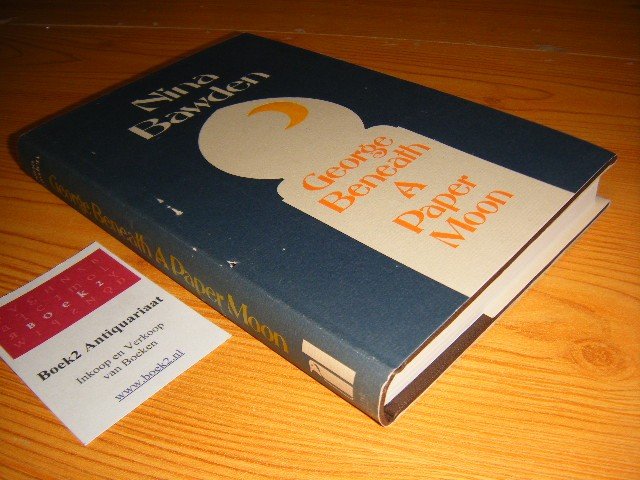 Nina
Bawden
George
Beneath
A
Paper
Moon
George Beneath A Paper Moon
BOEK2
Boek2 Antiquariaat
Inkoop en Verkoop
van Boeken
www.boek2.nl